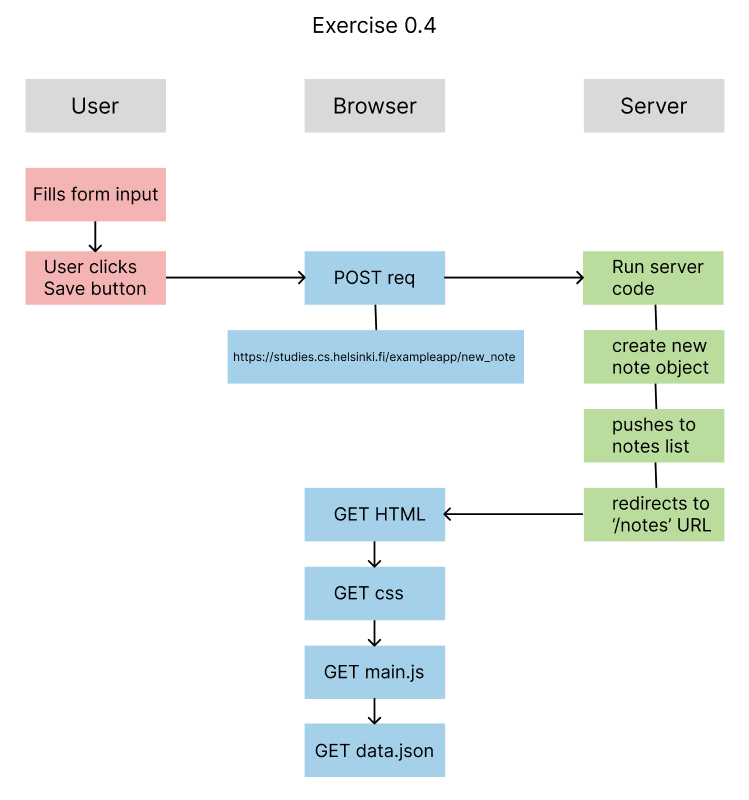 Exercise 0.4
User
Browser
Server
Fills form input
User clicks
Save button
POST req
Run server
code
https://studies.cs.helsinki.fi/exampleapp/new_note
create new
note object
pushes to
notes list
GET HTML
redirects to
‘/notes’ URL
GET css
GET main.js
GET data.json